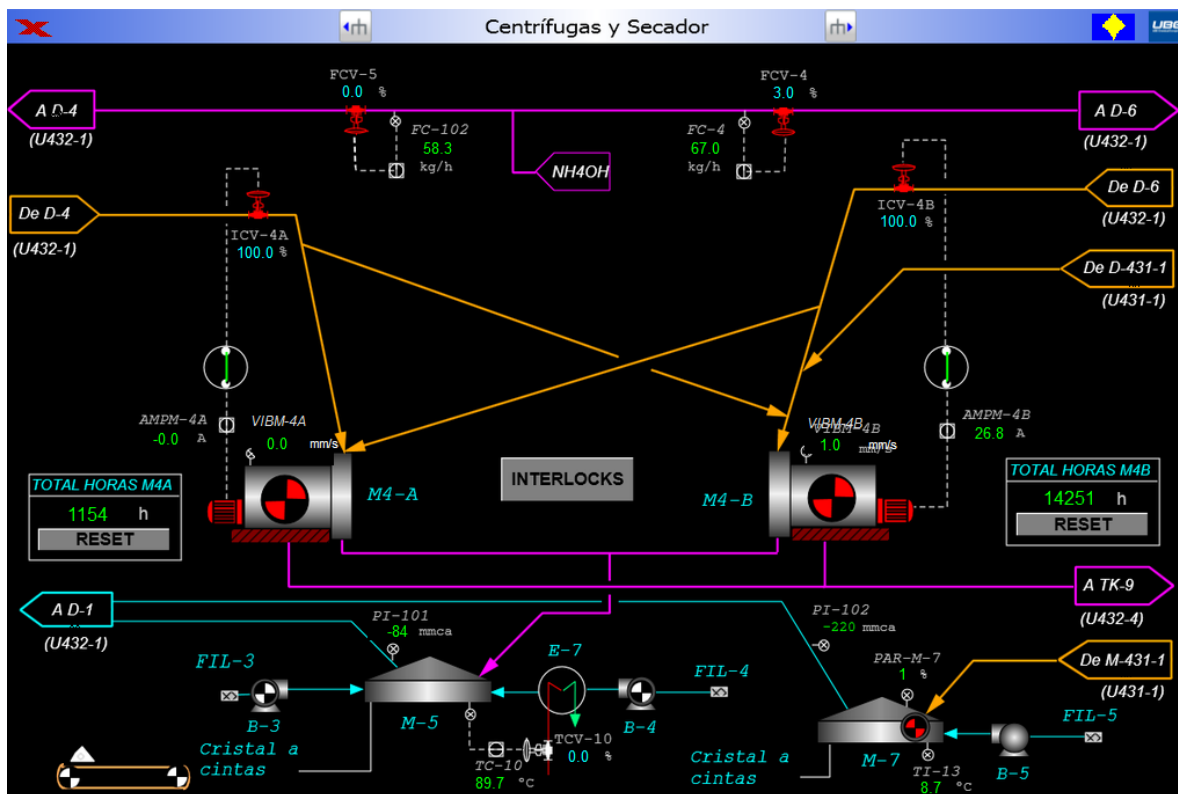 Centrífugas y Secador
UBE
FCV-5
0.0 %
FCV-4
3.0 %
A D-4
(U432-1)
FC-102
58.3
kg/h
NH4OH
FC-4
67.0
kg/h
A D-6
(U432-1)
De D-4
(U432-1)
ICV-4A
100.0 %
ICV-4B
100.0 %
De D-6
(U432-1)
De D-431-1
(U431-1)
AMPM-4A
-0.0 A
VIBM-4A
0.0 mm/s
VIBM-4B
VIBM-4B
1.0 mm/s
mm/s
AMPM-4B
26.8 A
TOTAL HORAS M4A
1154 h
RESET
M4-A
INTERLOCKS
M4-B
TOTAL HORAS M4B
14251 h
RESET
A D-1
(U432-1)
A TK-9
(U432-4)
PI-101
-84 mmca
PI-102
-220 mmca
FIL-3
B-3
M-5
E-7
FIL-4
B-4
PAR-M-7
1 %
De M-431-1
(U431-1)
FIL-5
Cristal a
cintas
TC-10
89.7 °C
TCV-10
0.0 %
Cristal a
cintas
M-7
TI-13
8.7 °C
B-5